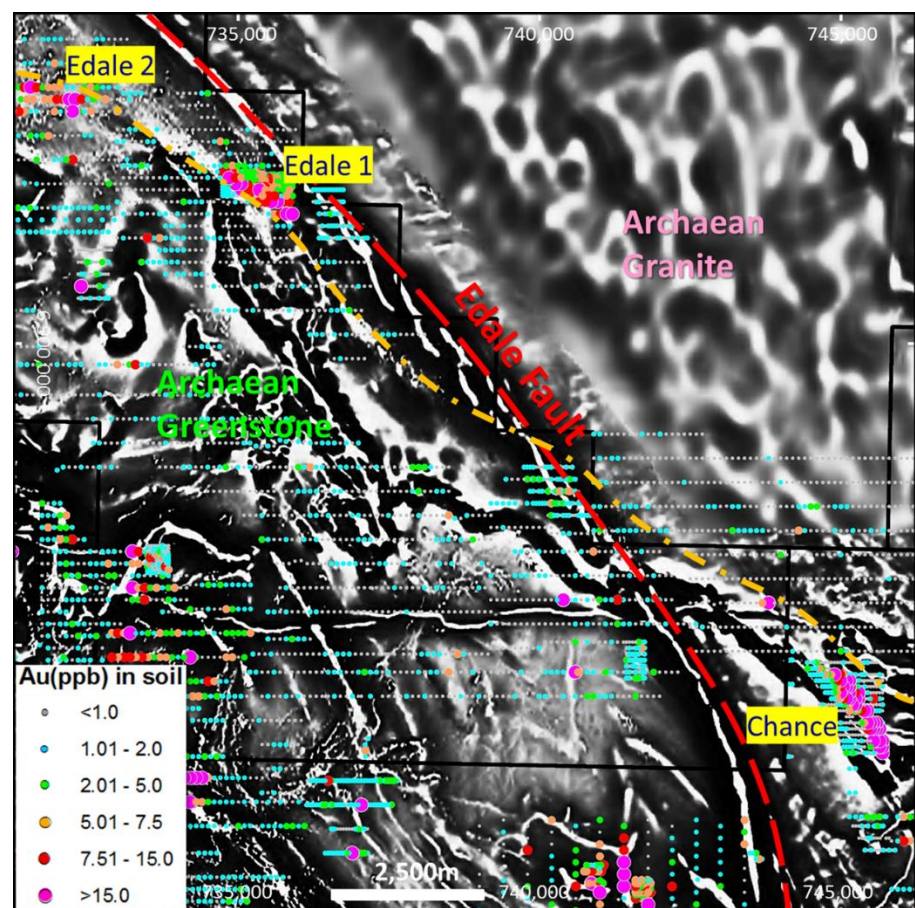 735,000
740,000
745,000
Edale 2
Edale 1
Archaean
Granite
Edale Fault
Archaean
Greenstone
Chance
Au(ppb) in soil
<1.0
1.01 - 2.0
2.01 - 5.0
5.01 - 7.5
7.51 - 15.0
>15.0
2,500m
740,000
745,000